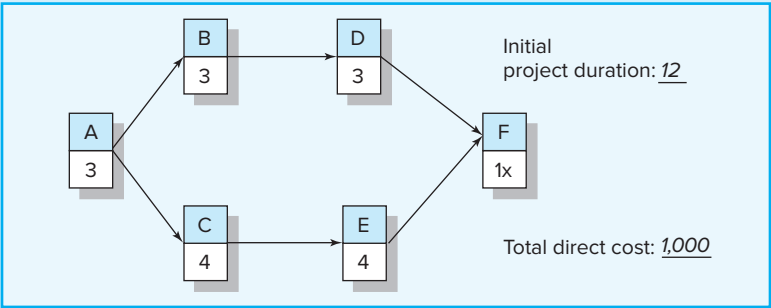 B
3
D
3
Initial
project duration: 12
A
3
F
1x
C
4
E
4
Total direct cost: 1,000